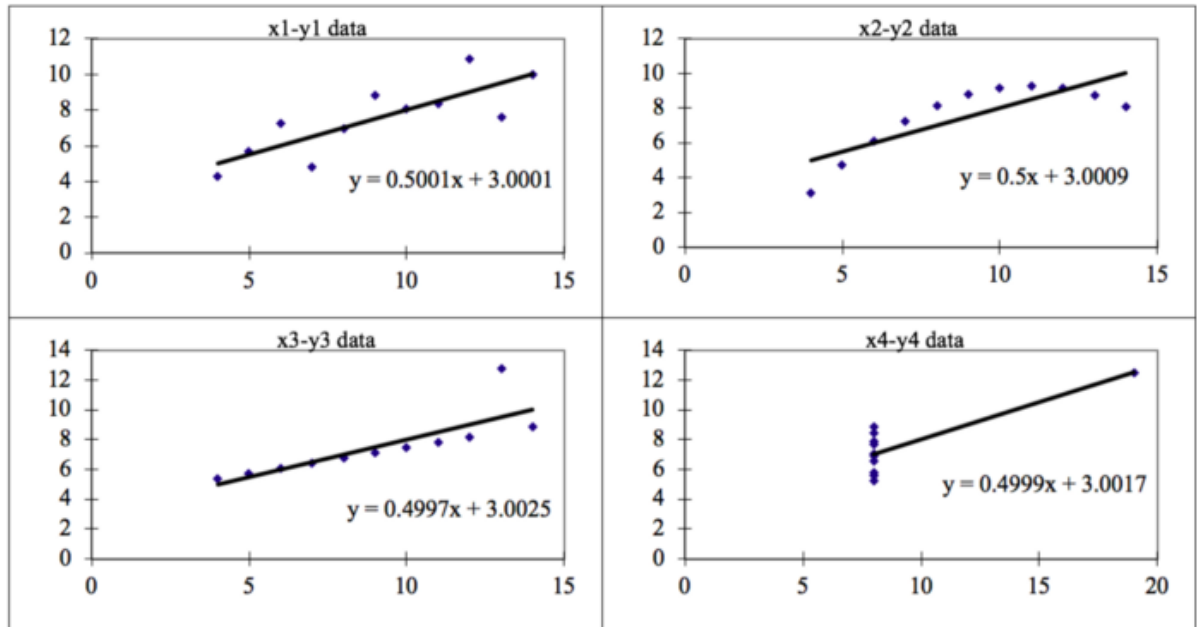 x1-y1 data
12
10
8
6
4
2
0
y = 0.5001x + 3.0001
0 5 10 15
x2-y2 data
12
10
8
6
4
2
0
y = 0.5x + 3.0009
0 5 10 15
x3-y3 data
14
12
10
8
6
4
2
0
y = 0.4997x + 3.0025
0 5 10 15
x4-y4 data
14
12
10
8
6
4
2
0
y = 0.4999x + 3.0017
0 5 10 15 20